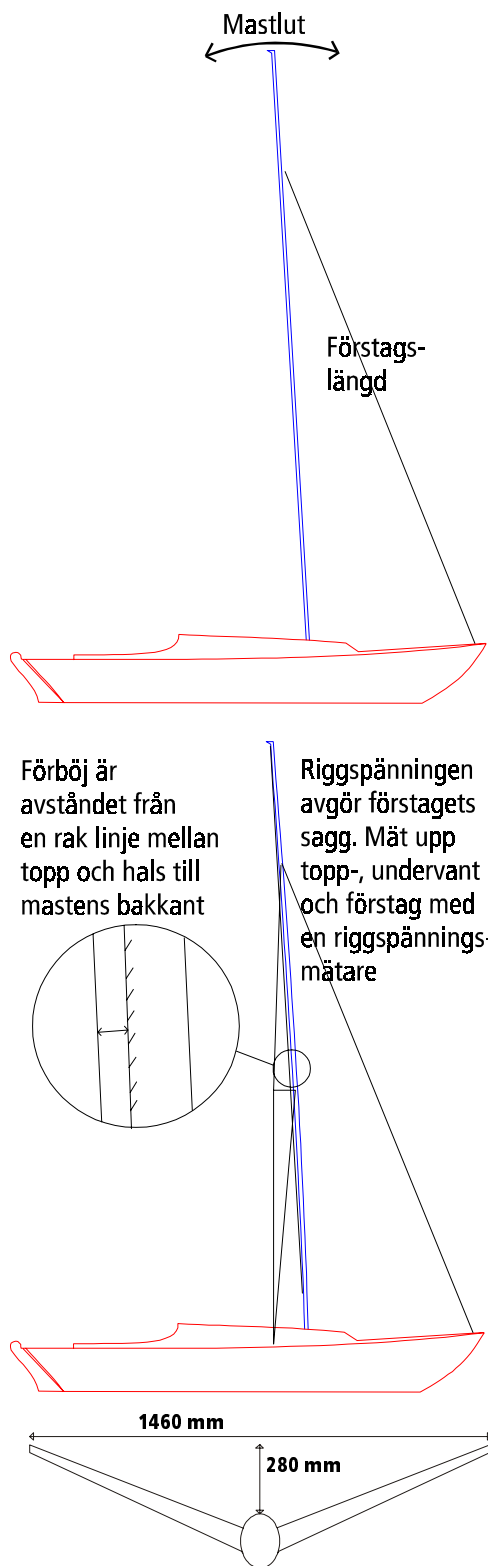 Mastlut
Förstags-
längd
Förböj är
avståndet från
en rak linje mellan
topp och hals till
mastens bakkant
Riggspänningen
avgör förstagets
sagg. Mät upp
topp-, undervant
och förstag med
en riggspännings-
mätare
1460 mm
280 mm